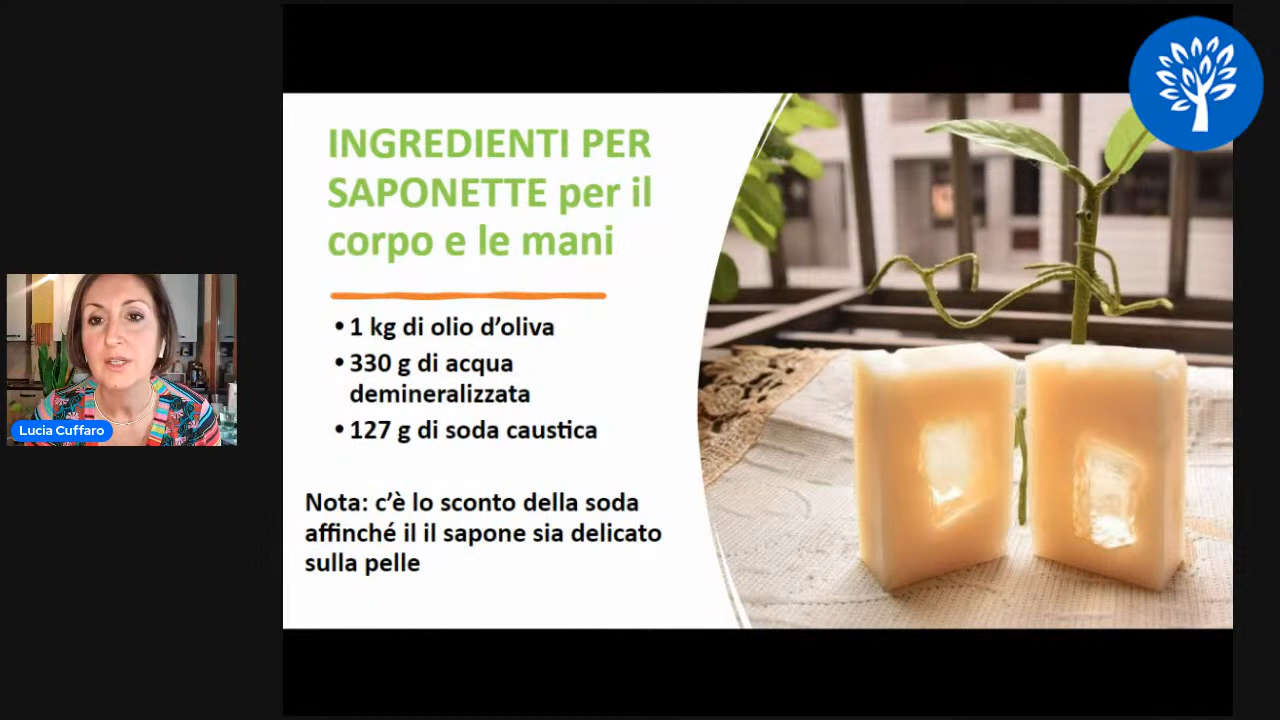 INGREDIENTI PER
SAPONETTE per il
corpo e le mani
• 1 kg di olio d’oliva
• 330 g di acqua
demineralizzata
• 127 g di soda caustica
Nota: c’è lo sconto della soda
affinché il il sapone sia delicato
sulla pelle
Lucia Cuffaro